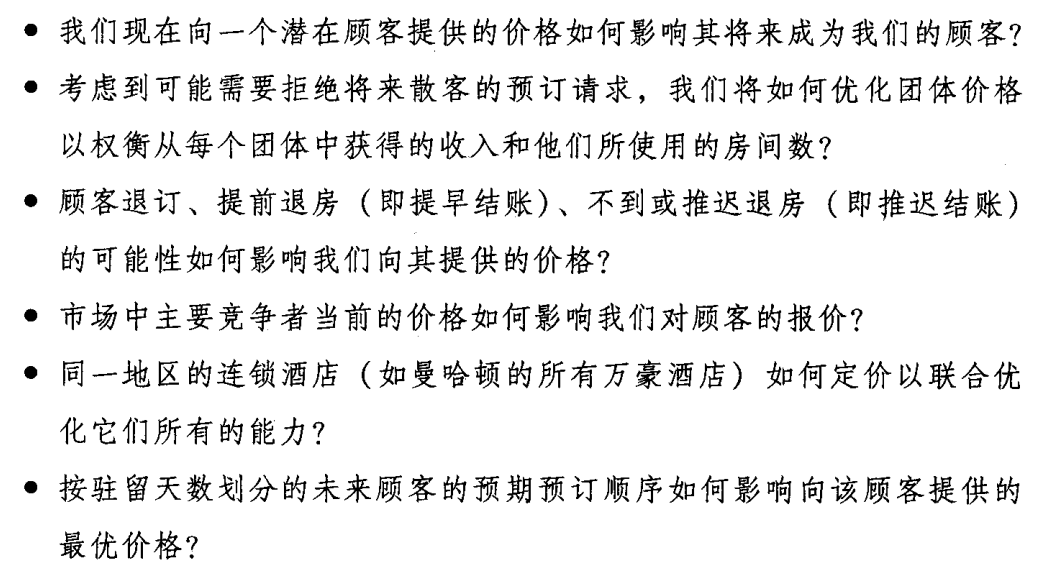 • 我们现在向一个潜在顾客提供的价格如何影响其将来成为我们的顾客?
• 考虑到可能需要拒绝将来散客的预订请求，我们将如何优化团体价格
以权衡从每个团体中获得的收入和他们所使用的房间数?
• 顾客退订、提前退房（即提早结账）、不到或推迟退房（即推迟结账）
的可能性如何影响我们向其提供的价格?
• 市场中主要竞争者当前的价格如何影响我们对顾客的报价?
• 同一地区的连锁酒店（如曼哈顿的所有万豪酒店）如何定价以联合优
化它们所有的能力?
• 按驻留天数划分的未来顾客的预期预订顺序如何影响向该顾客提供的
最优价格?